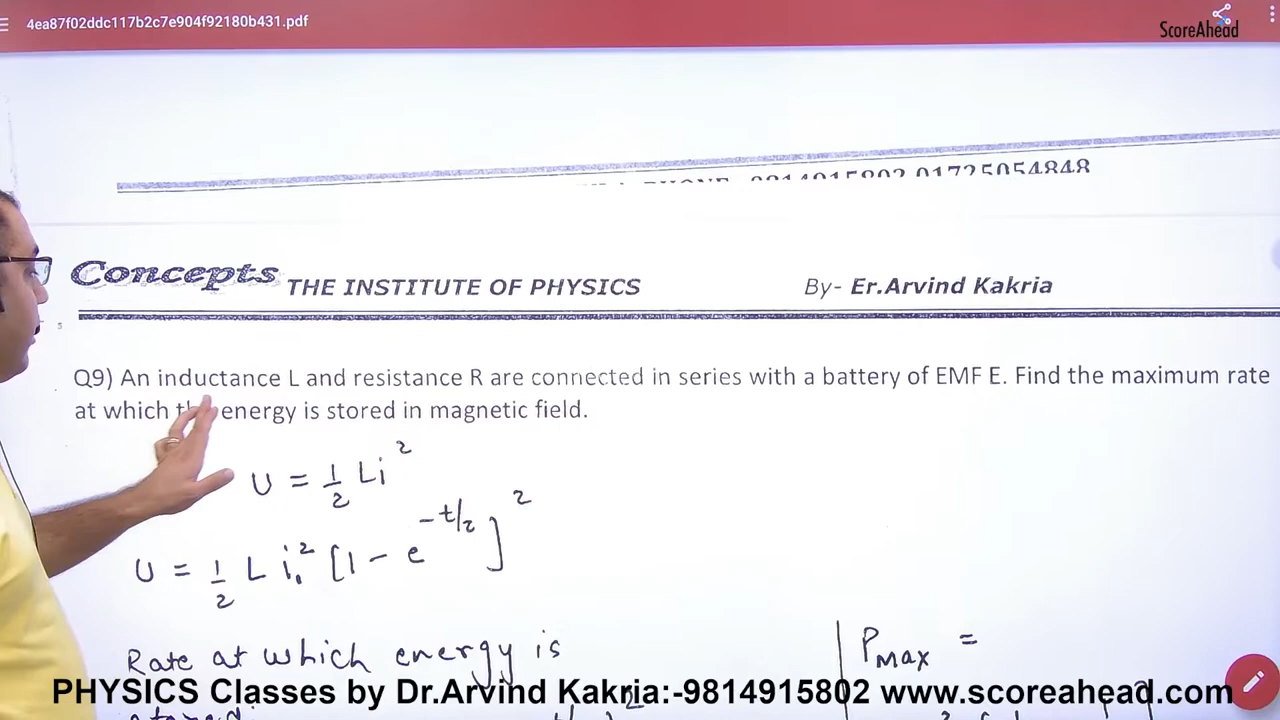 4ea87f02ddc117b2c7e904f92180b431.pdf
ScoreAhead
9814915802 01725054848
Concepts THE INSTITUTE OF PHYSICS By- Er.Arvind Kakria
Q9) An inductance L and resistance R are connected in series with a battery of EMF E. Find the maximum rate
at which the energy is stored in magnetic field.
U = 1/2 Li²
U = 1/2 L i₀² [1 - e^(-t/2)]²
Rate at which energy is
P_MAX =
PHYSICS Classes by Dr.Arvind Kakria:-9814915802 www.scoreahead.com